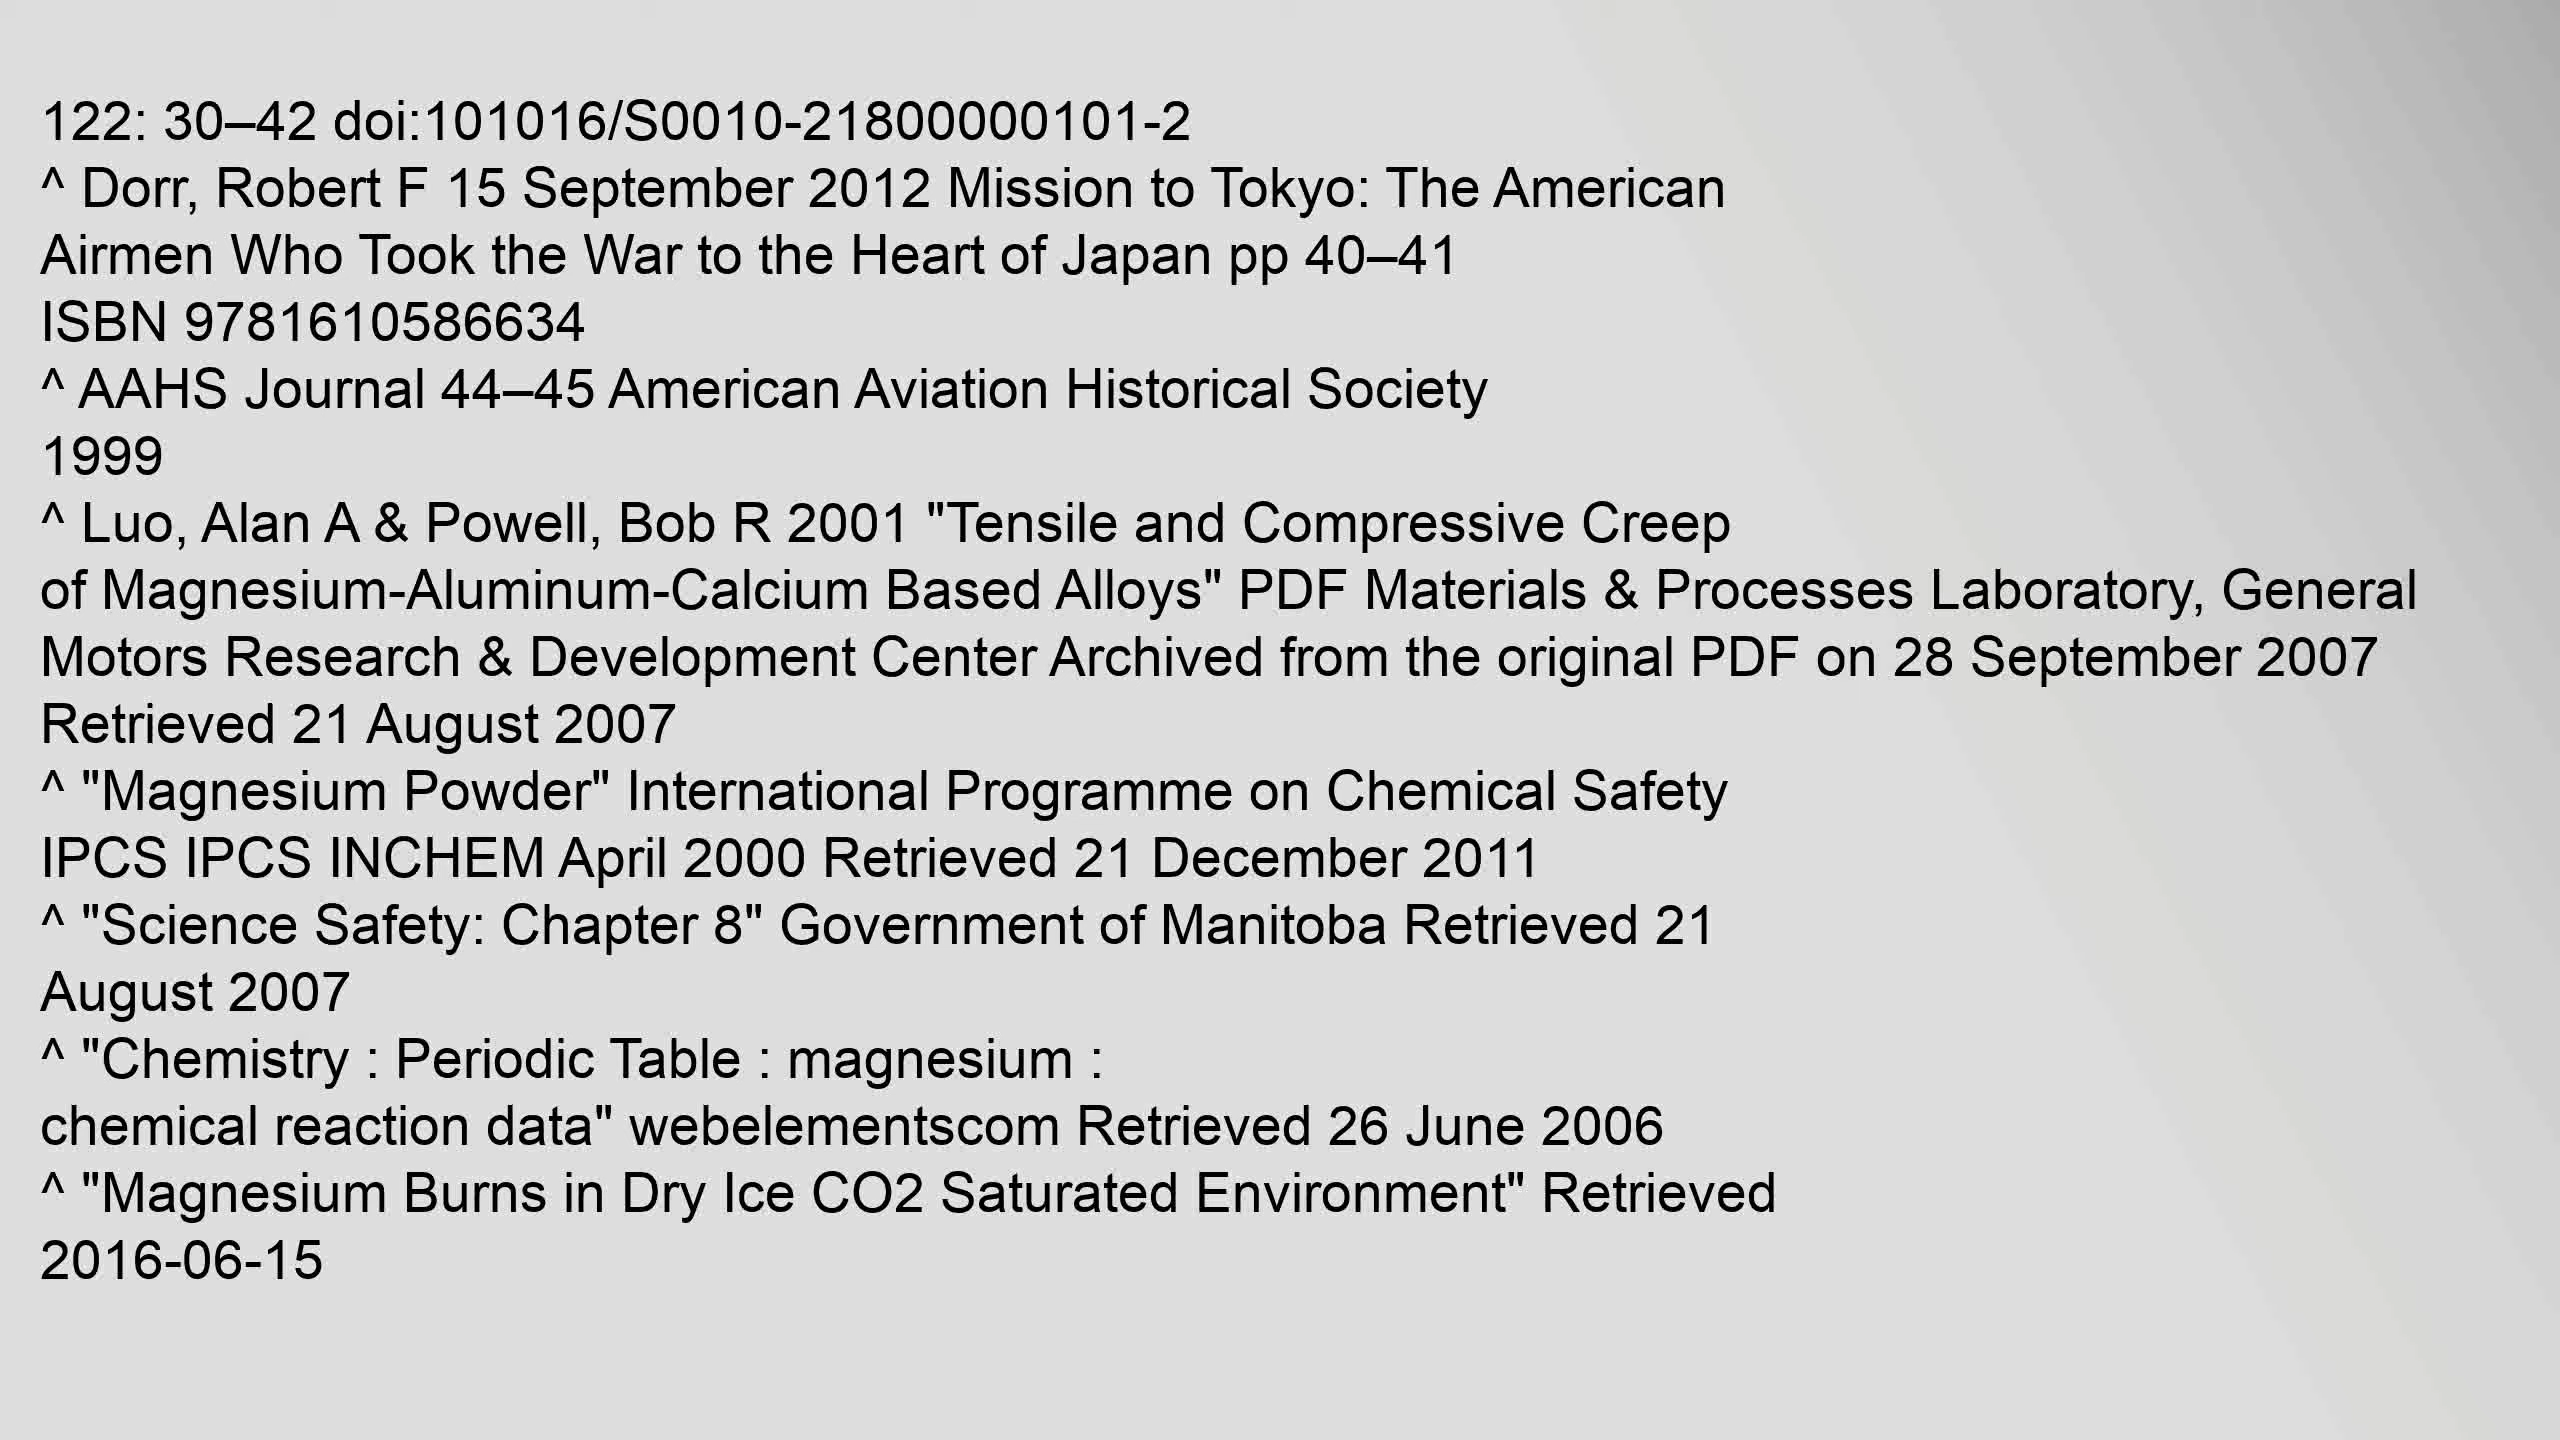 122: 30–42 doi:101016/S0010-21800000101-2
^ Dorr, Robert F 15 September 2012 Mission to Tokyo: The American
Airmen Who Took the War to the Heart of Japan pp 40–41
ISBN 9781610586634
^ AAHS Journal 44–45 American Aviation Historical Society
1999
^ Luo, Alan A & Powell, Bob R 2001 "Tensile and Compressive Creep
of Magnesium-Aluminum-Calcium Based Alloys" PDF Materials & Processes Laboratory, General
Motors Research & Development Center Archived from the original PDF on 28 September 2007
Retrieved 21 August 2007
^ "Magnesium Powder" International Programme on Chemical Safety
IPCS IPCS INCHEM April 2000 Retrieved 21 December 2011
^ "Science Safety: Chapter 8" Government of Manitoba Retrieved 21
August 2007
^ "Chemistry : Periodic Table : magnesium :
chemical reaction data" webelementscom Retrieved 26 June 2006
^ "Magnesium Burns in Dry Ice CO2 Saturated Environment" Retrieved
2016-06-15